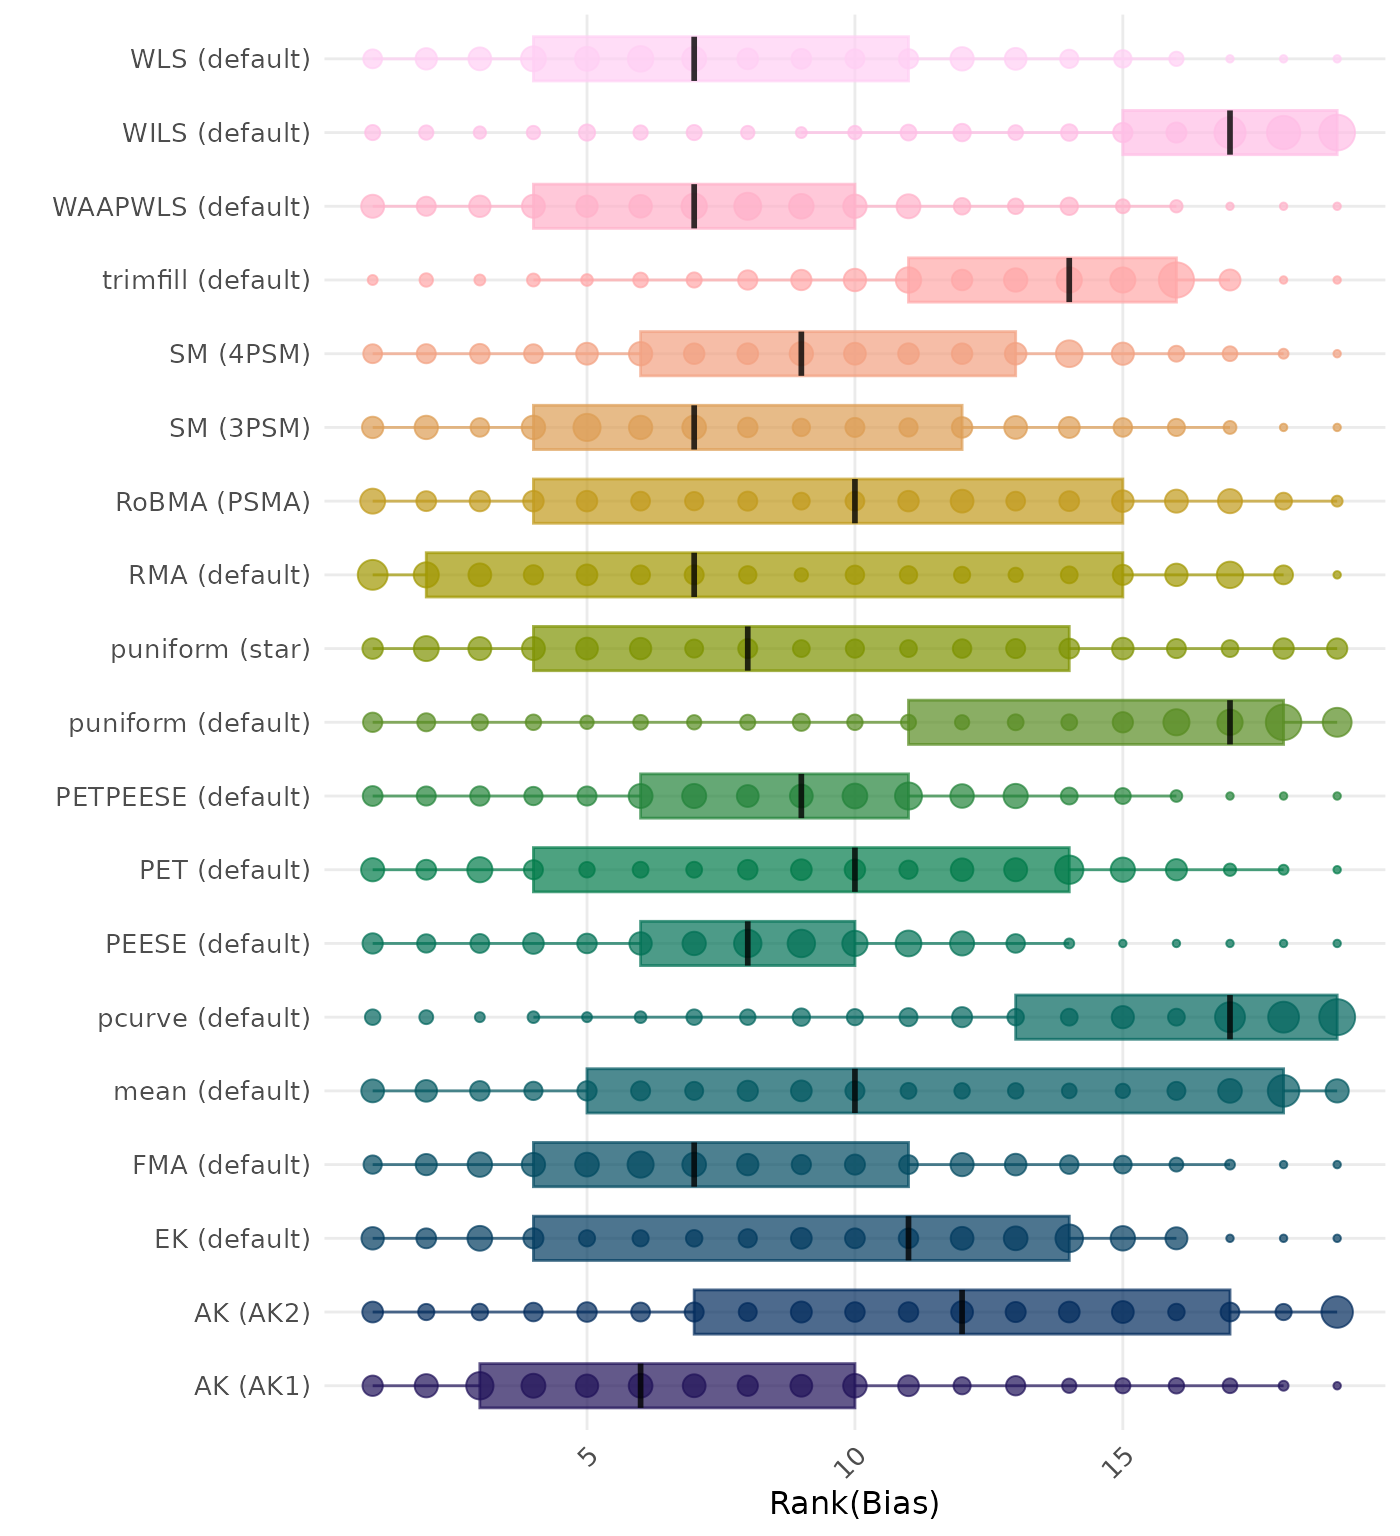 WLS (default)
WILS (default)
WAAPWLS (default)
trimfill (default)
SM (4PSM)
SM (3PSM)
RoBMA (PSMA)
RMA (default)
puniform (star)
puniform (default)
PETPEESE (default)
PET (default)
PEESE (default)
pcurve (default)
mean (default)
FMA (default)
EK (default)
AK (AK2)
AK (AK1)
5 10 15
Rank(Bias)